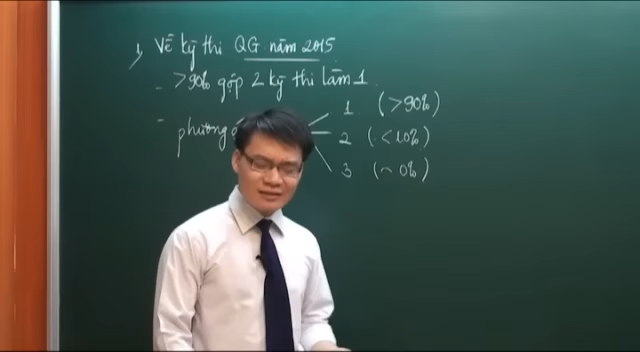 1, Về kỳ thi QG năm 2015
- >90% gộp 2 kỳ thi làm 1
- phương
1 (>90%)
2 (<10%)
3 (~0%)